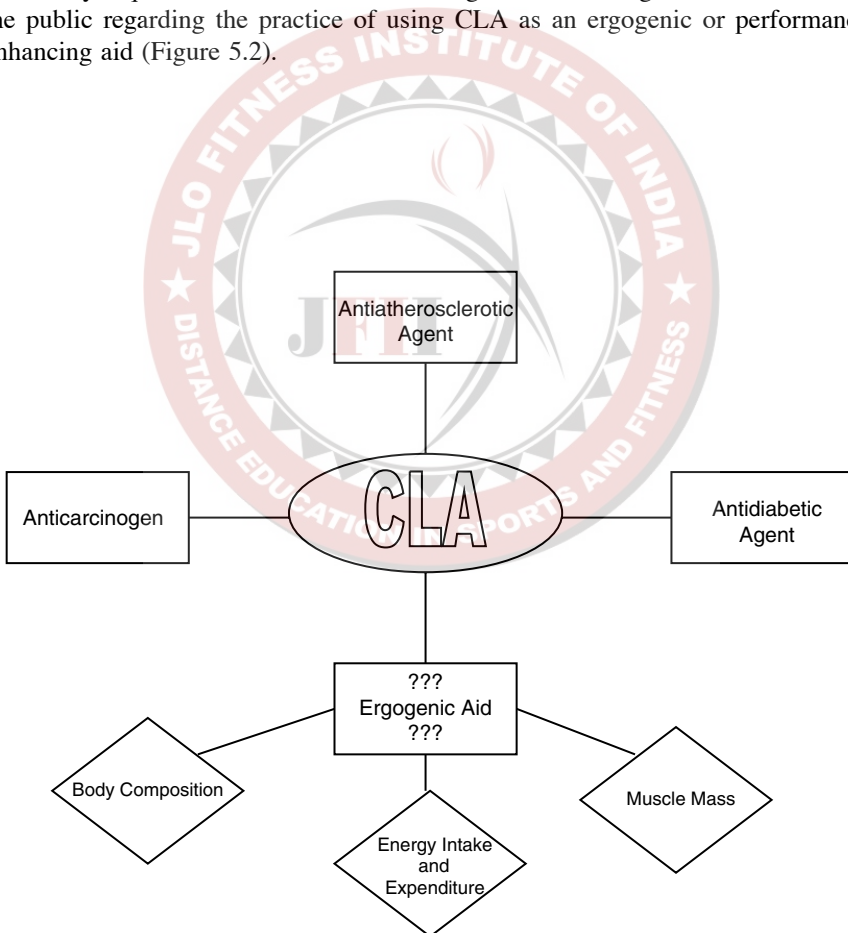 the public regarding the practice of using CLA as an ergogenic or performance
enhancing aid (Figure 5.2).
JLO FITNESS INSTITUTE OF INDIA
DISTANCE EDUCATION IN SPORTS AND FITNESS
JFII
Antiatherosclerotic
Agent
Anticarcinogen
CLA
Antidiabetic
Agent
???
Ergogenic Aid
???
Body Composition
Muscle Mass
Energy Intake
and
Expenditure